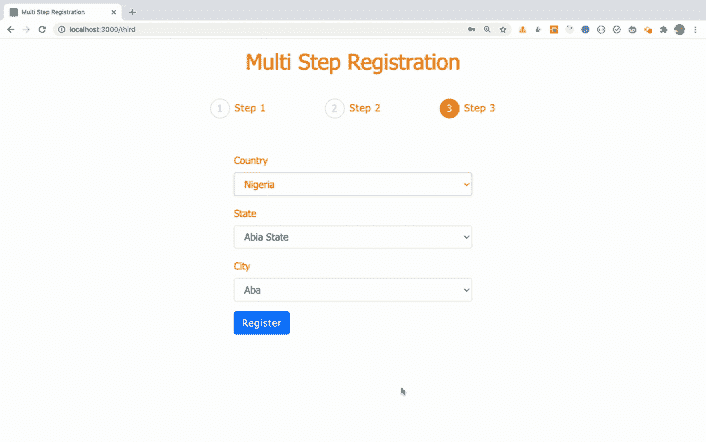 Multi Step Registration
localhost:3000/third
Multi Step Registration
1 Step 1
2 Step 2
3 Step 3
Country
Nigeria
State
Abia State
City
Aba
Register